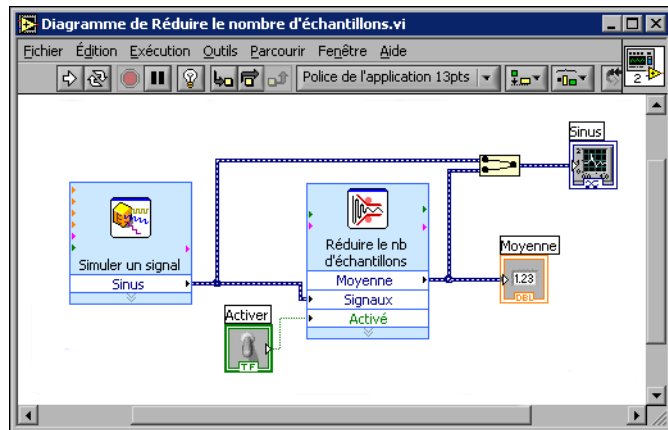 Diagramme de Réduire le nombre d'échantillons.vi
Fichier Édition Exécution Outils Parcourir Fenêtre Aide
Police de l'application 13pts
2
Sinus
Simuler un signal
Sinus
Réduire le nb
d'échantillons
Moyenne
Signaux
Activé
Moyenne
1.23
DBL
Activer
TF